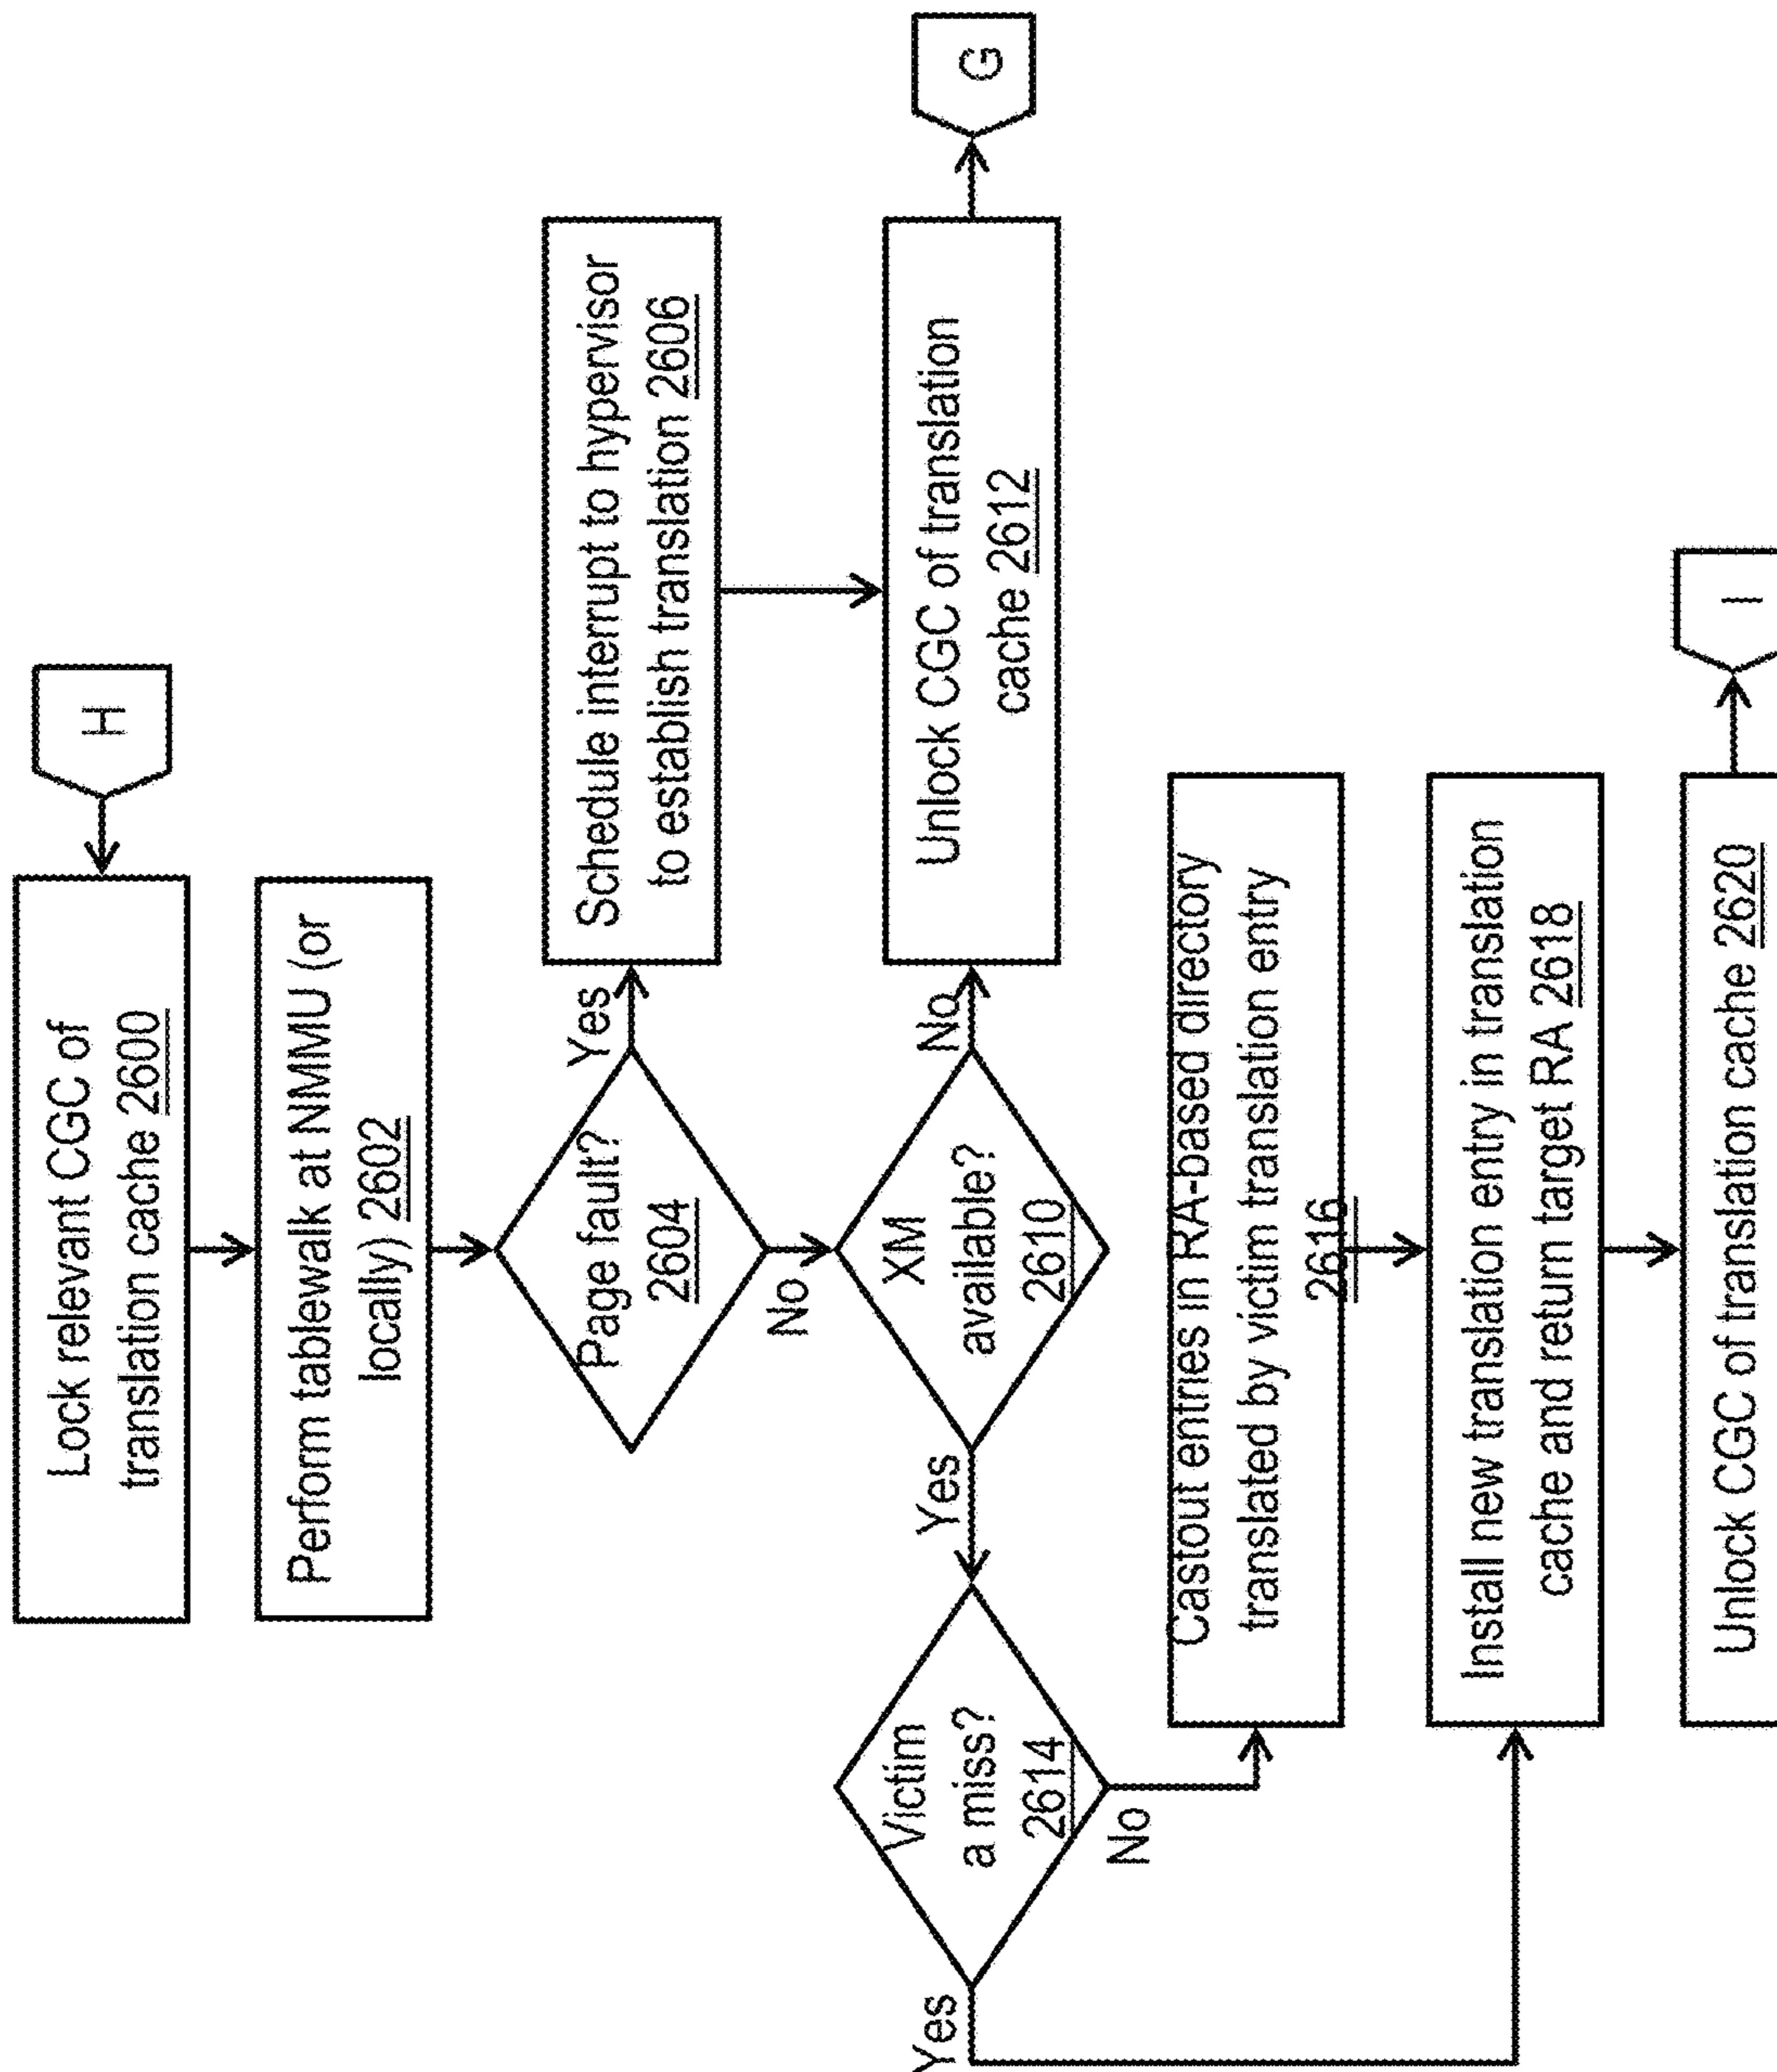 H
Lock relevant CGC of
translation cache 2600
Perform tablewalk at NMMU (or
locally) 2602
Page fault?
2604
Yes
No
Schedule interrupt to hypervisor
to establish translation 2606
XM
available?
2610
No
Yes
Unlock CGC of translation
cache 2612
G
Victim
a miss?
2614
No
Yes
Castout entries in RA-based directory
translated by victim translation entry
2616
Install new translation entry in translation
cache and return target RA 2618
Unlock CGC of translation cache 2620
I